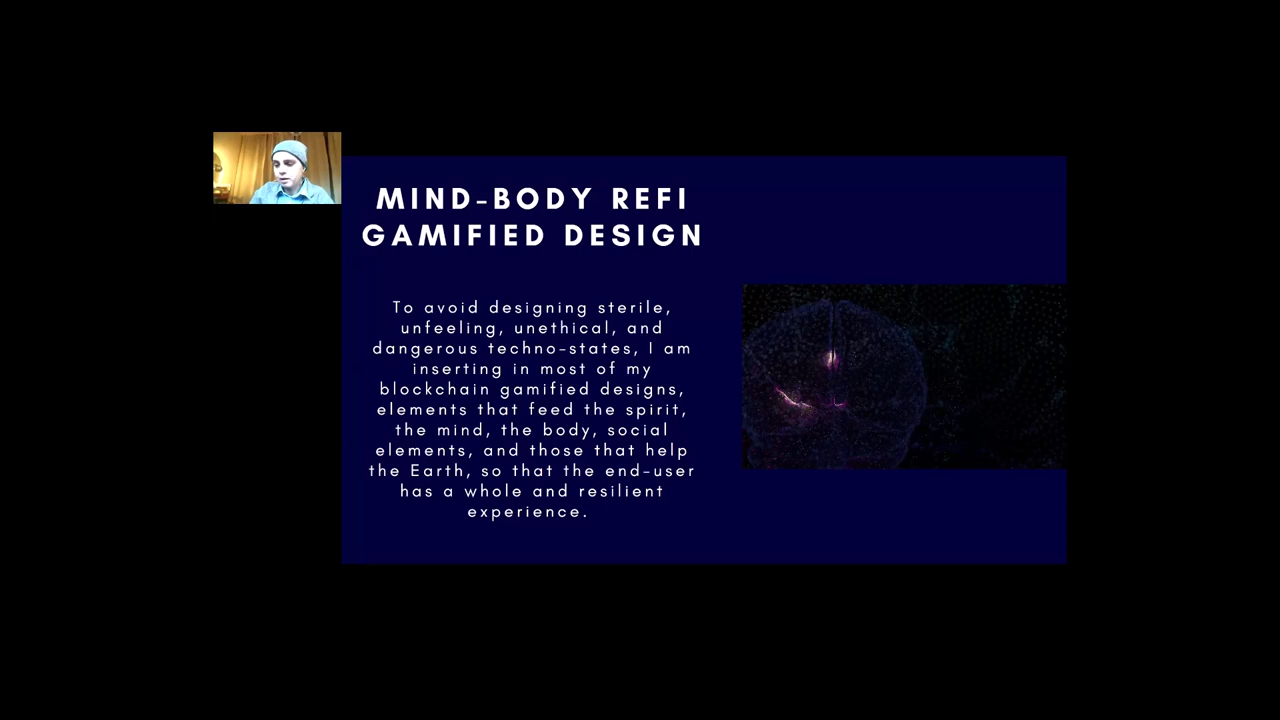 MIND-BODY REFI
GAMIFIED DESIGN
To avoid designing sterile,
unfeeling, unethical, and
dangerous techno-states, I am
inserting in most of my
blockchain gamified designs,
elements that feed the spirit,
the mind, the body, social
elements, and those that help
the Earth, so that the end-user
has a whole and resilient
experience.